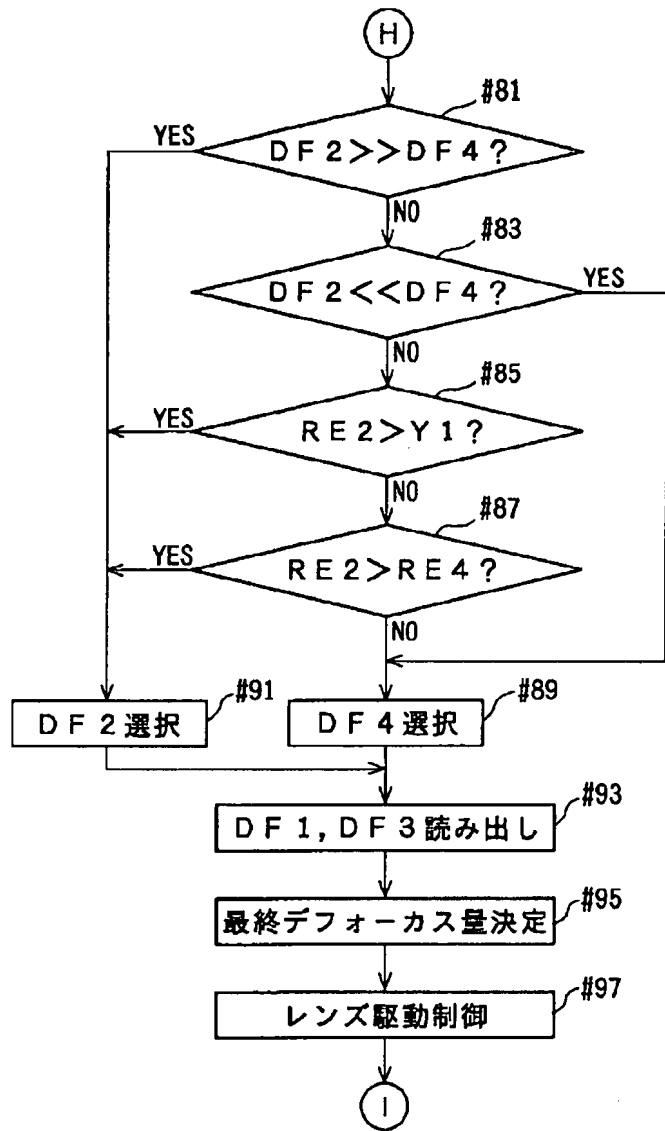 H
#81
YES
DF2>>DF4?
NO
#83
YES
DF2<<DF4?
NO
#85
YES
RE2>Y1?
NO
#87
YES
RE2>RE4?
NO
#91
DF2選択
#89
DF4選択
#93
DF1,DF3読み出し
#95
最終デフォーカス量決定
#97
レンズ駆動制御
I